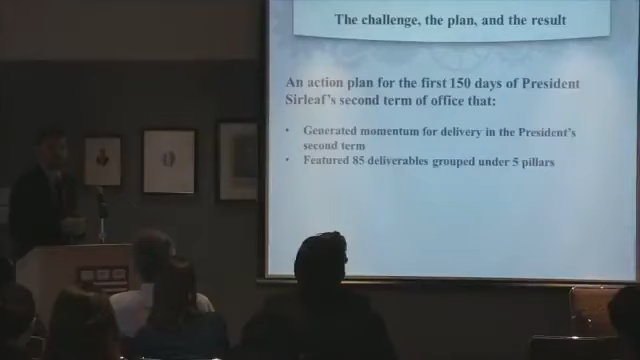 The challenge, the plan, and the result
An action plan for the first 150 days of President
Sirleaf's second term of office that:
• Generated momentum for delivery in the President's
second term
• Featured 85 deliverables grouped under 5 pillars